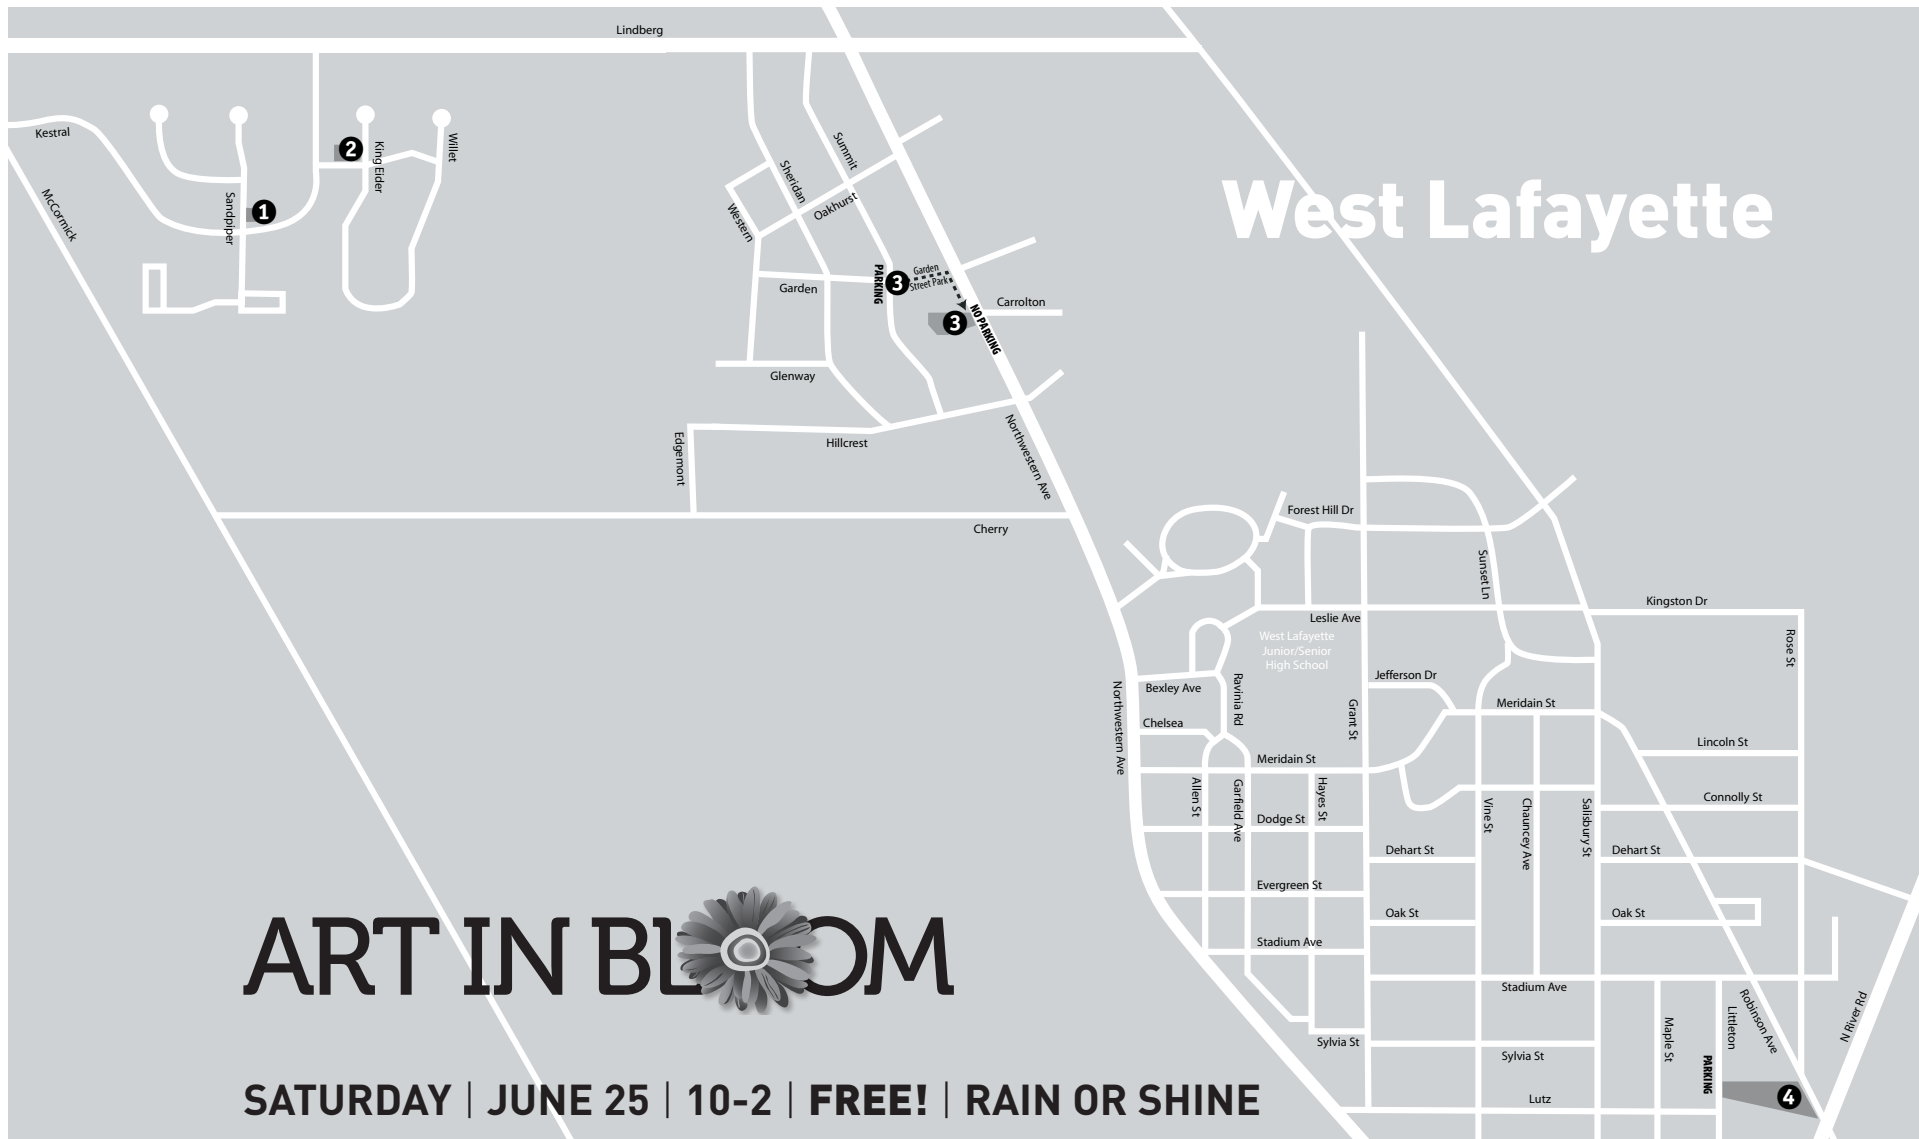 Lindberg
Kestral
McCormick
Sandpiper
1
2
King Eider
Willet
Summit
Sheridan
Oakhurst
Western
West Lafayette
PARKING
3
Garden
Street Park
Garden
3
NO PARKING
Carrolton
Glenway
Edgemont
Hillcrest
Northwestern Ave
Cherry
Forest Hill Dr
Sunset Ln
Leslie Ave
Kingston Dr
Rose St
West Lafayette
Junior/Senior
High School
Bexley Ave
Ravinia Rd
Jefferson Dr
Grant St
Northwestern Ave
Chelsea
Meridain St
Meridain St
Lincoln St
Allen St
Garfield Ave
Hayes St
Dodge St
Vine St
Chauncey Ave
Salisbury St
Connolly St
Dehart St
Dehart St
Evergreen St
Oak St
Oak St
Stadium Ave
Stadium Ave
Sylvia St
Sylvia St
Maple St
Littleton
Robinson Ave
N River Rd
PARKING
4
Lutz
ART IN BLOOM
SATURDAY | JUNE 25 | 10-2 | FREE! | RAIN OR SHINE